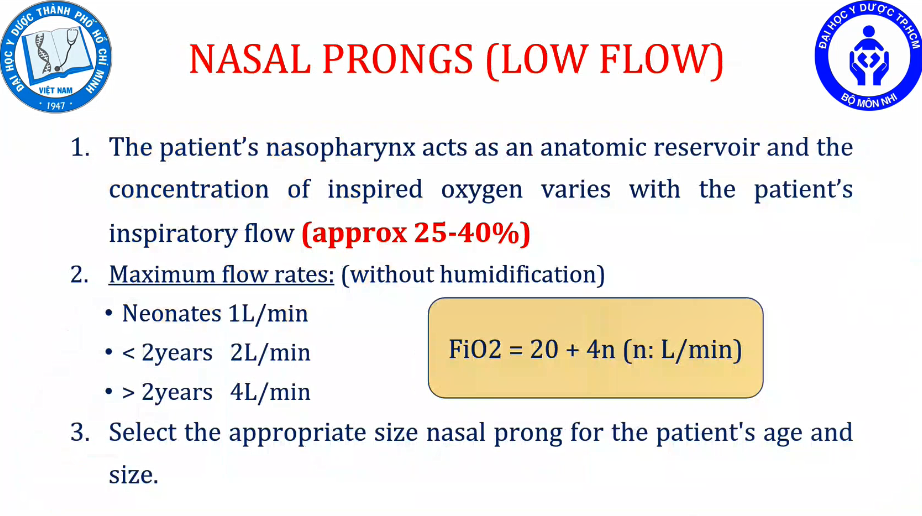 ĐẠI HỌC Y DƯỢC THÀNH PHỐ HỒ CHÍ MINH
VIỆT NAM
1947
NASAL PRONGS (LOW FLOW)
ĐẠI HỌC Y DƯỢC TP.HCM
BỘ MÔN NHI
1. The patient's nasopharynx acts as an anatomic reservoir and the
concentration of inspired oxygen varies with the patient's
inspiratory flow (approx 25-40%)
2. Maximum flow rates: (without humidification)
• Neonates 1L/min
• < 2years 2L/min
• > 2years 4L/min
FiO2 = 20 + 4n (n: L/min)
3. Select the appropriate size nasal prong for the patient's age and
size.